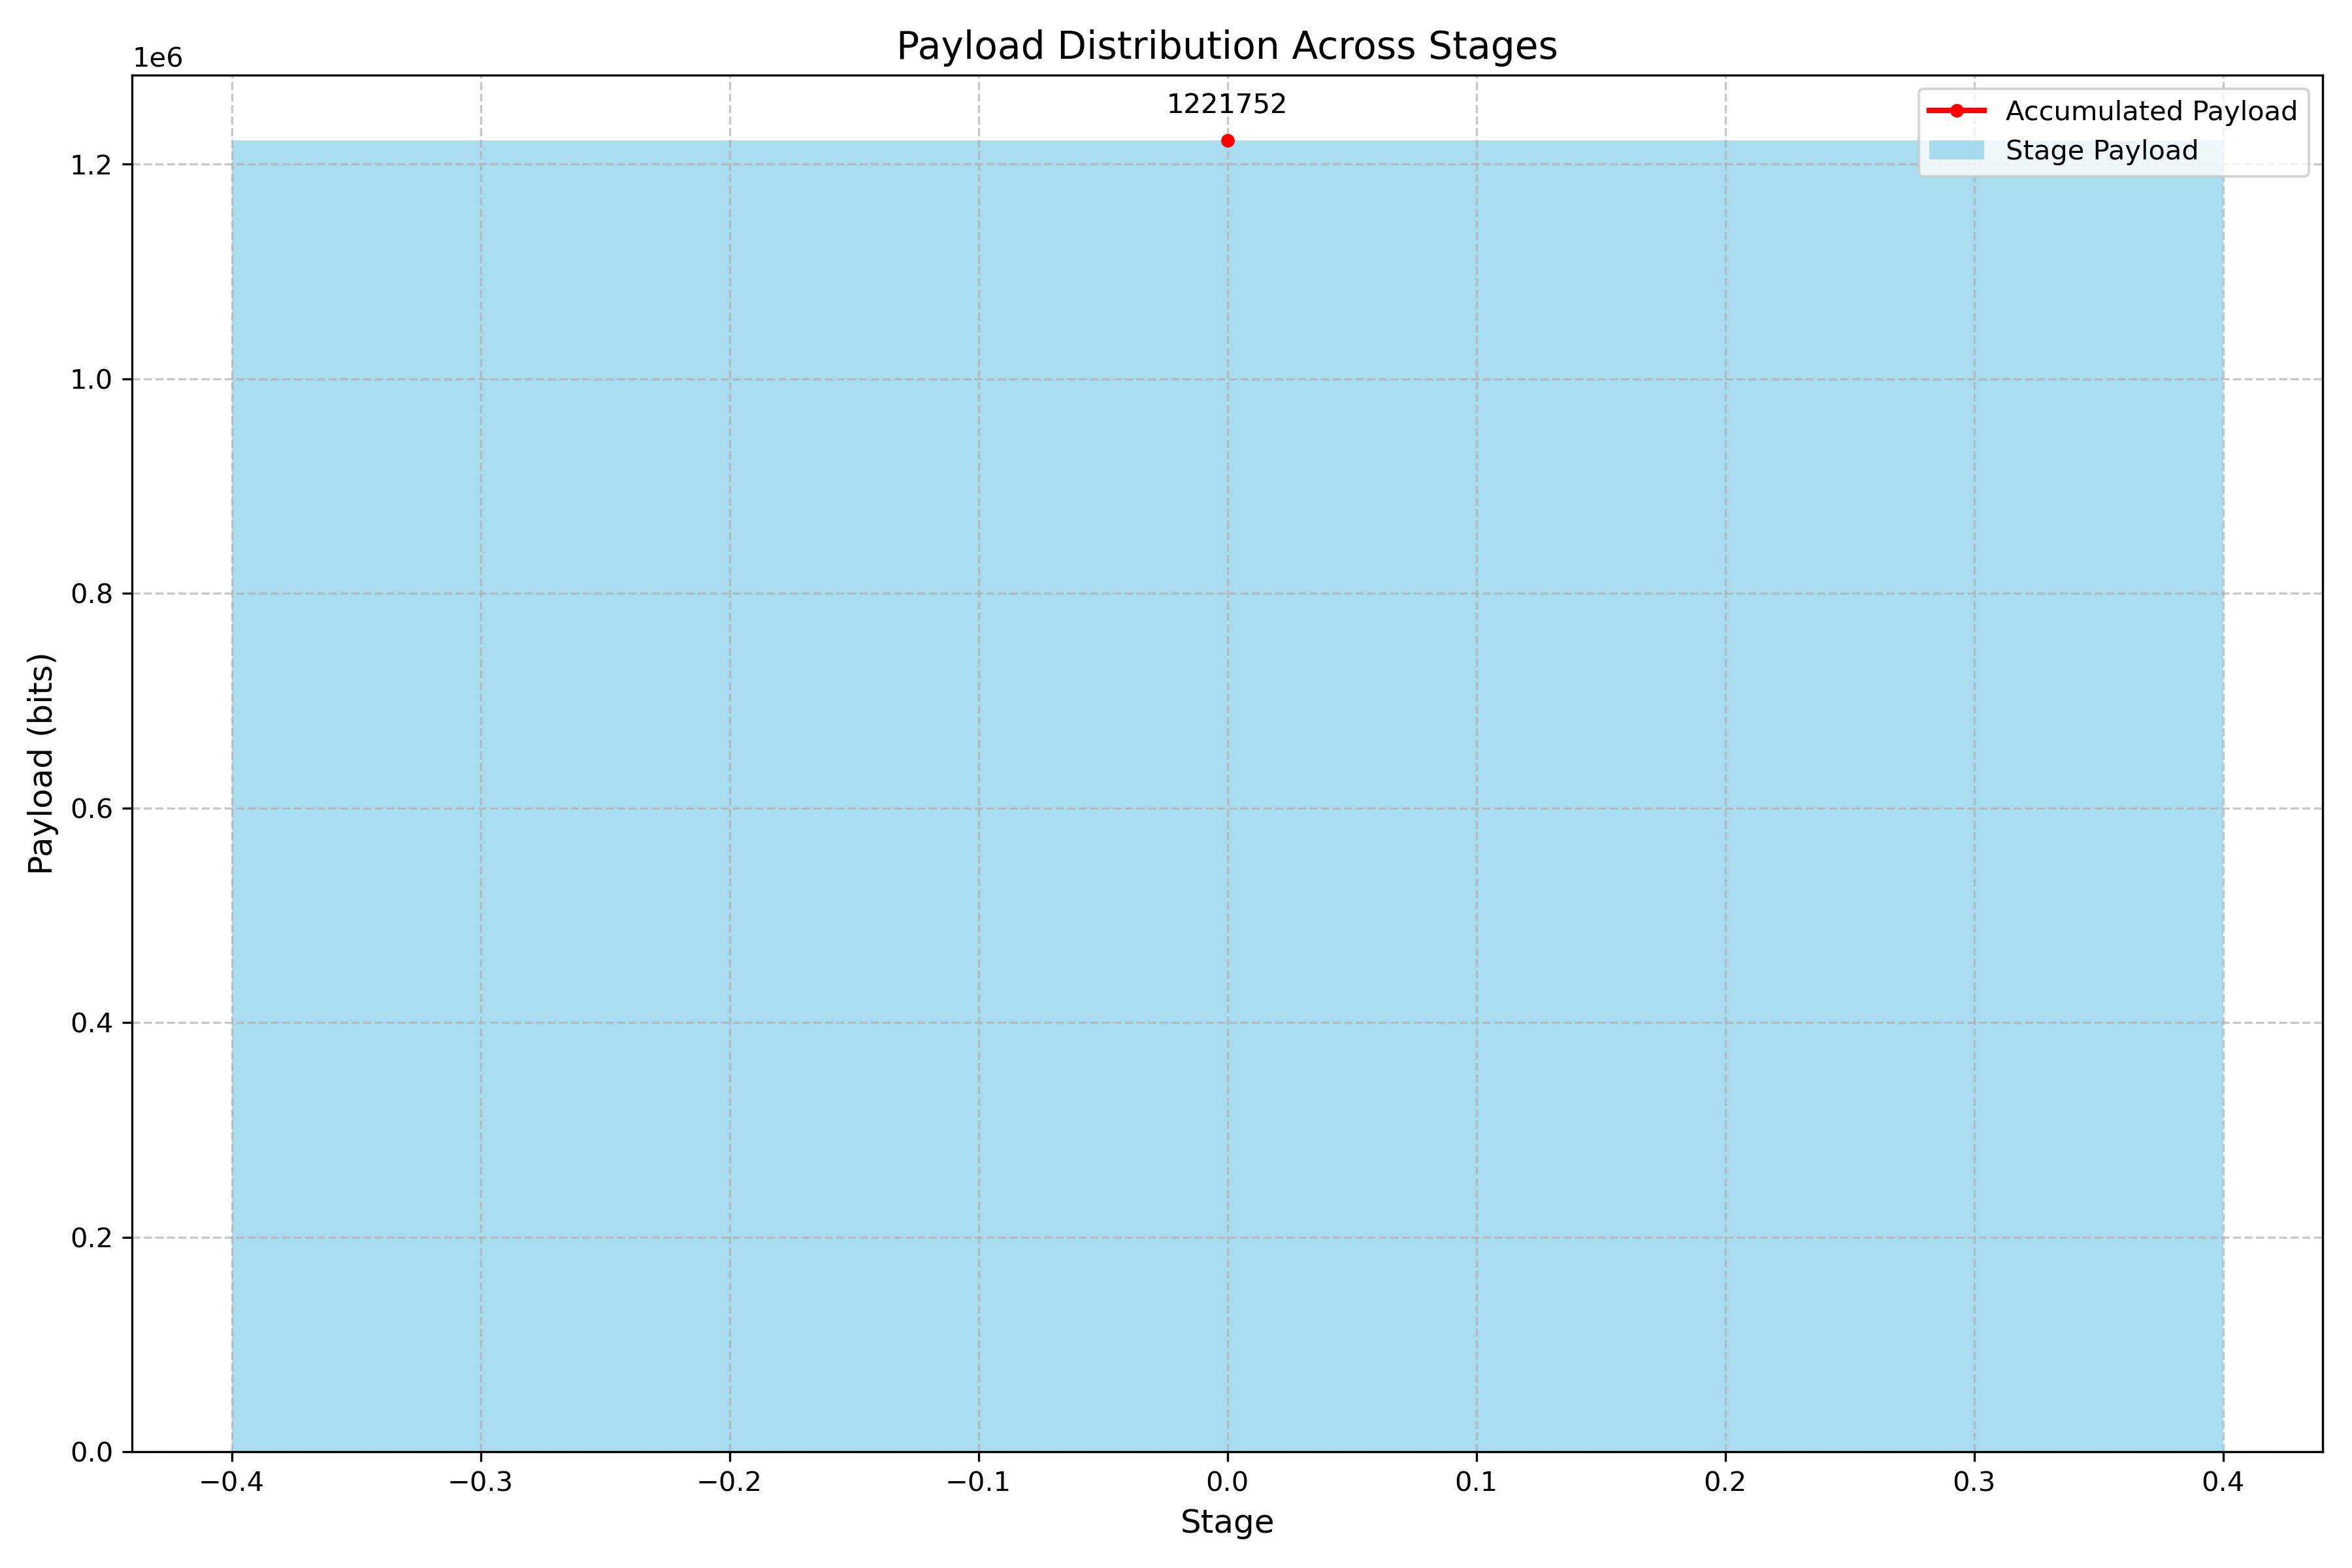 Payload Distribution Across Stages
1e6
1221752
Accumulated Payload
Stage Payload
1.2
1.0
0.8
0.6
0.4
0.2
0.0
Payload (bits)
−0.4 −0.3 −0.2 −0.1 0.0 0.1 0.2 0.3 0.4
Stage